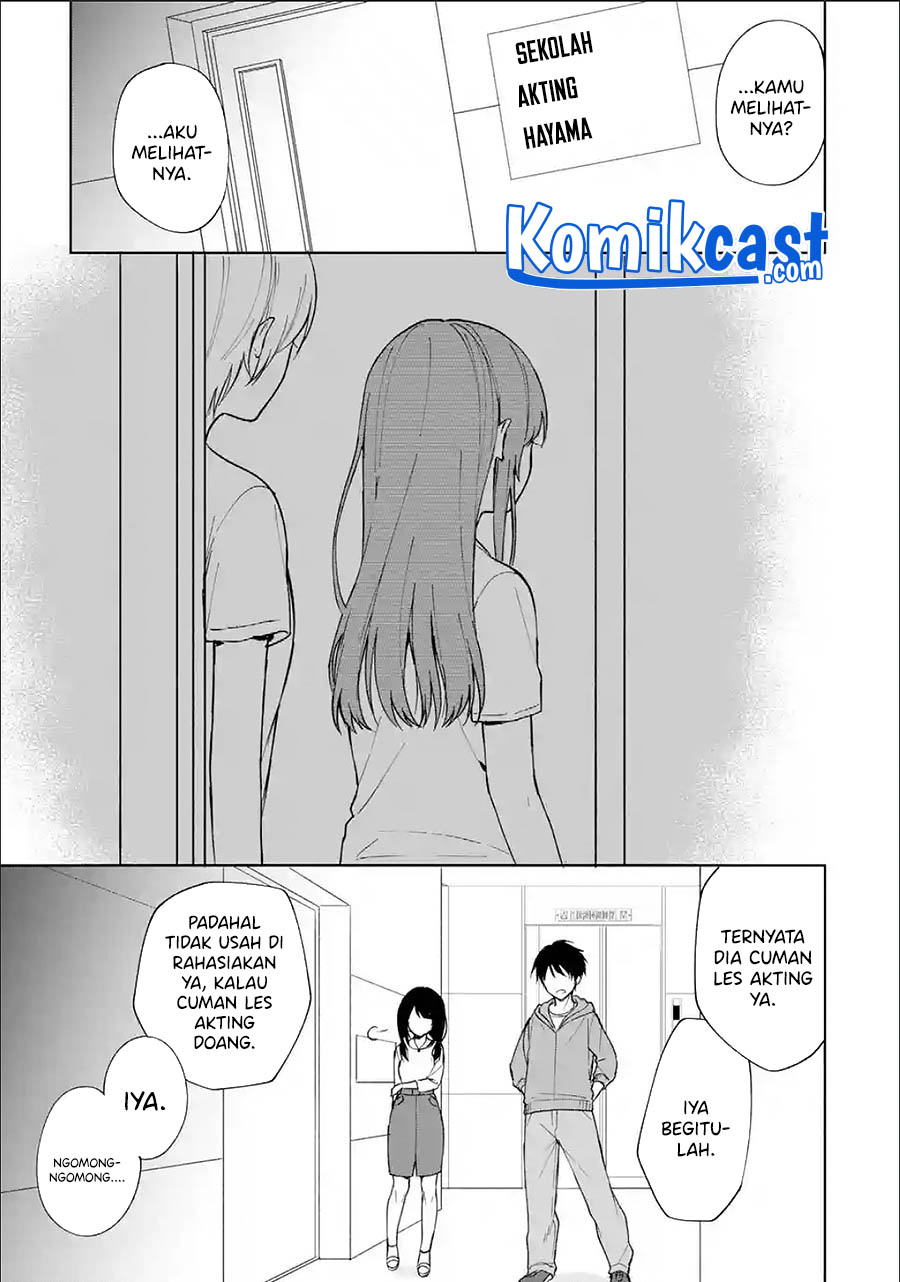 ...KAMU
MELIHAT-
NYA?
SEKOLAH
AKTING
HAYAMA
...AKU
MELIHAT-
NYA.
Komikcast
.com
TERNYATA
DIA CUMAN
LES AKTING
YA.
IYA
BEGITU-
LAH.
PADAHAL
TIDAK USAH DI
RAHASIAKAN
YA, KALAU
CUMAN LES
AKTING
DOANG.
IYA.
NGOMONG-
NGOMONG....